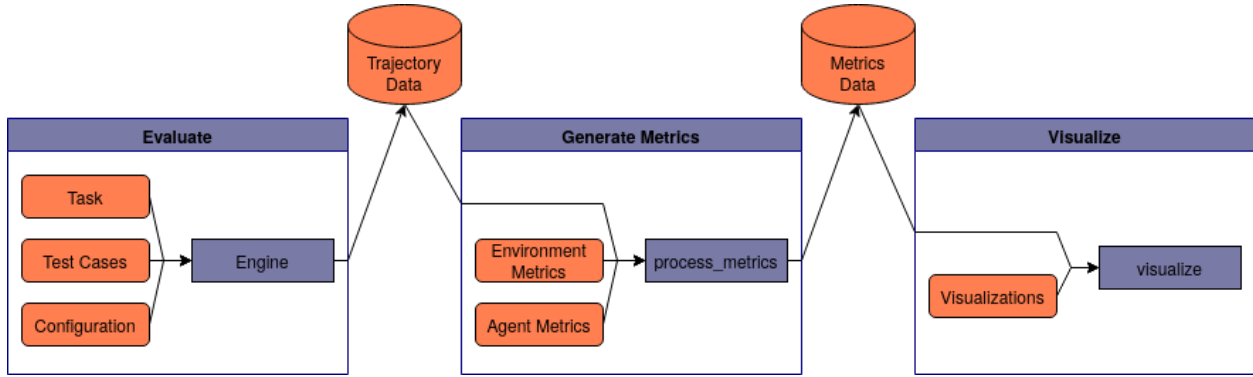 Trajectory
Data
Metrics
Data
Evaluate
Task
Test Cases
Configuration
Engine
Generate Metrics
Environment
Metrics
Agent Metrics
process_metrics
Visualize
Visualizations
visualize